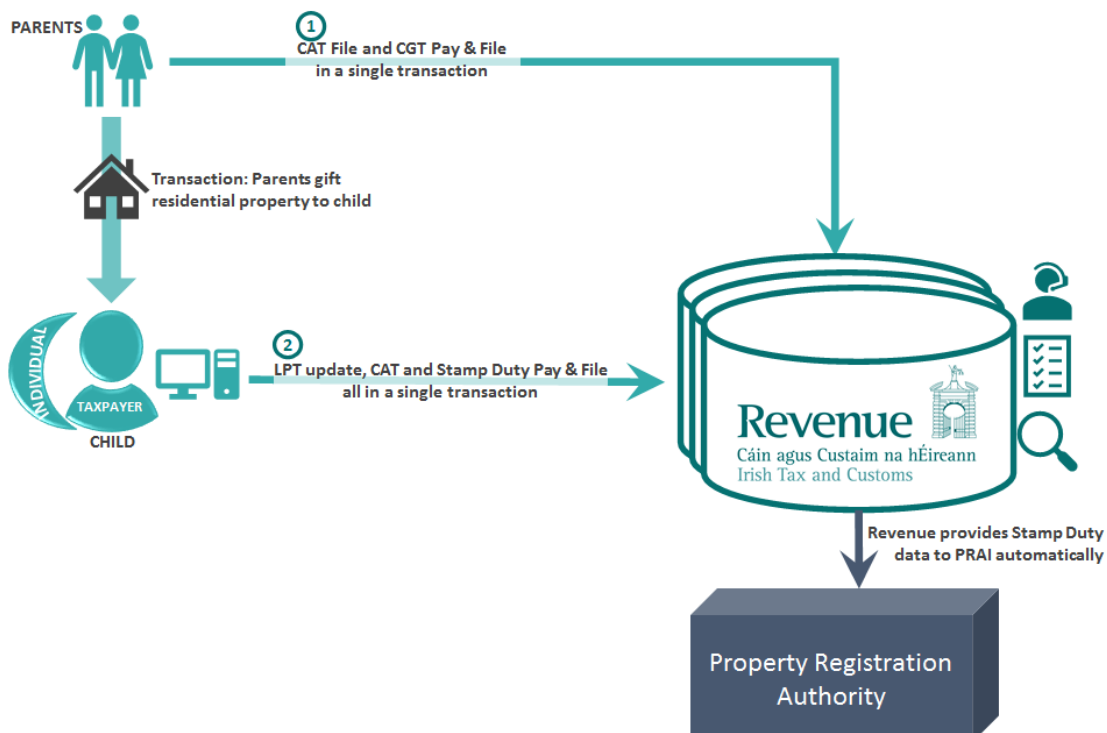 PARENTS
1
CAT File and CGT Pay & File
in a single transaction
Transaction: Parents gift
residential property to child
INDIVIDUAL
TAXPAYER
CHILD
2
LPT update, CAT and Stamp Duty Pay & File
all in a single transaction
Revenue
Cáin agus Custaim na hÉireann
Irish Tax and Customs
Revenue provides Stamp Duty
data to PRAI automatically
Property Registration
Authority